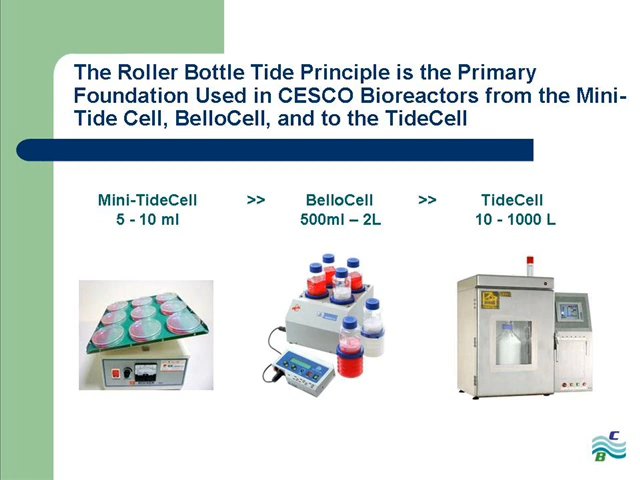 The Roller Bottle Tide Principle is the Primary
Foundation Used in CESCO Bioreactors from the Mini-
Tide Cell, BelloCell, and to the TideCell
Mini-TideCell >> BelloCell >> TideCell
5 - 10 ml 500ml – 2L 10 - 1000 L
C
B